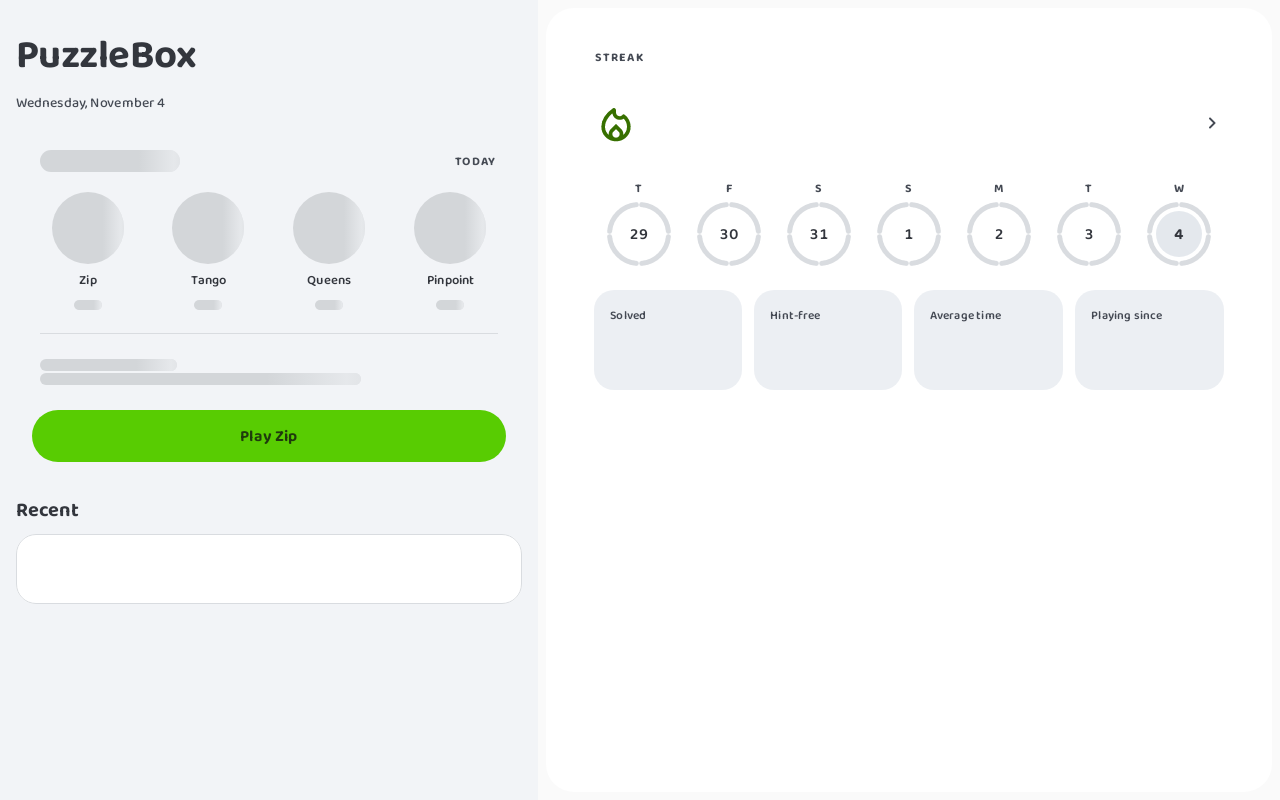 PuzzleBox
Wednesday, November 4
TODAY
Zip
Tango
Queens
Pinpoint
Play Zip
Recent
STREAK
T F S S M T W
29 30 31 1 2 3 4
Solved
Hint-free
Average time
Playing since